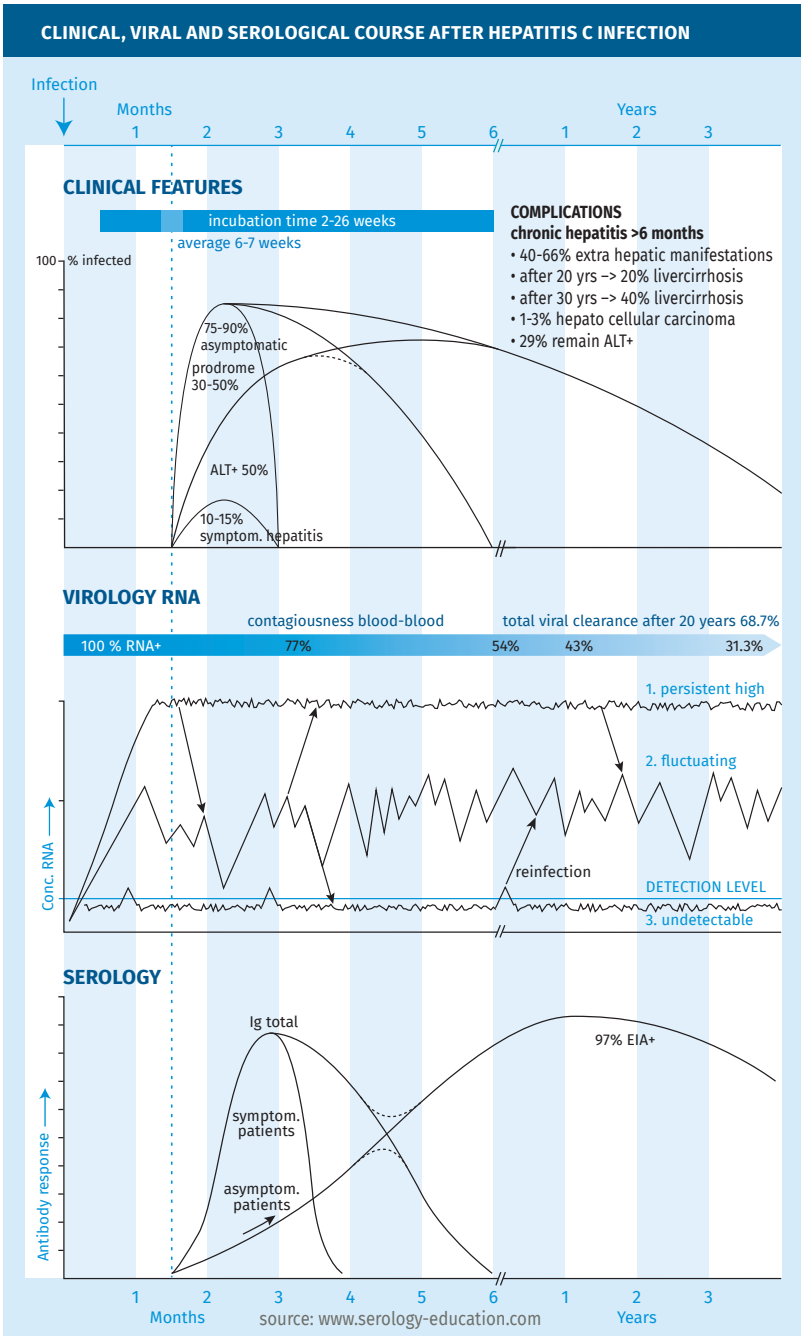 CLINICAL, VIRAL AND SEROLOGICAL COURSE AFTER HEPATITIS C INFECTION
Infection
Months
Years
1 2 3 4 5 6 1 2 3
CLINICAL FEATURES
incubation time 2-26 weeks
average 6-7 weeks
COMPLICATIONS
chronic hepatitis >6 months
• 40-66% extra hepatic manifestations
• after 20 yrs –> 20% livercirrhosis
• after 30 yrs –> 40% livercirrhosis
• 1-3% hepato cellular carcinoma
• 29% remain ALT+
100 % infected
75-90%
asymptomatic
prodrome
30-50%
ALT+ 50%
10-15%
symptom. hepatitis
VIROLOGY RNA
contagiousness blood-blood
total viral clearance after 20 years 68.7%
100 % RNA+ 77% 54% 43% 31.3%
1. persistent high
2. fluctuating
reinfection
DETECTION LEVEL
3. undetectable
Conc. RNA
SEROLOGY
Ig total
97% EIA+
symptom.
patients
asymptom.
patients
Antibody response
1 2 3 4 5 6 1 2 3
Months
Years
source: www.serology-education.com